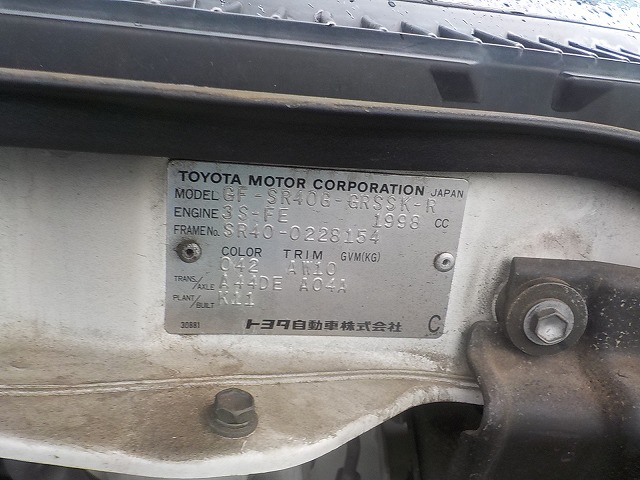 TOYOTA MOTOR CORPORATION JAPAN
MODEL GF-SR40G-GRSSK-R
ENGINE 3S-FE 1998 CC
FRAME No. SR40-0228154
COLOR TRIM GVM(KG)
042 AW10
TRANS./AXLE A44DE A04A
PLANT/BUILT K11
30881 トヨタ自動車株式会社 C